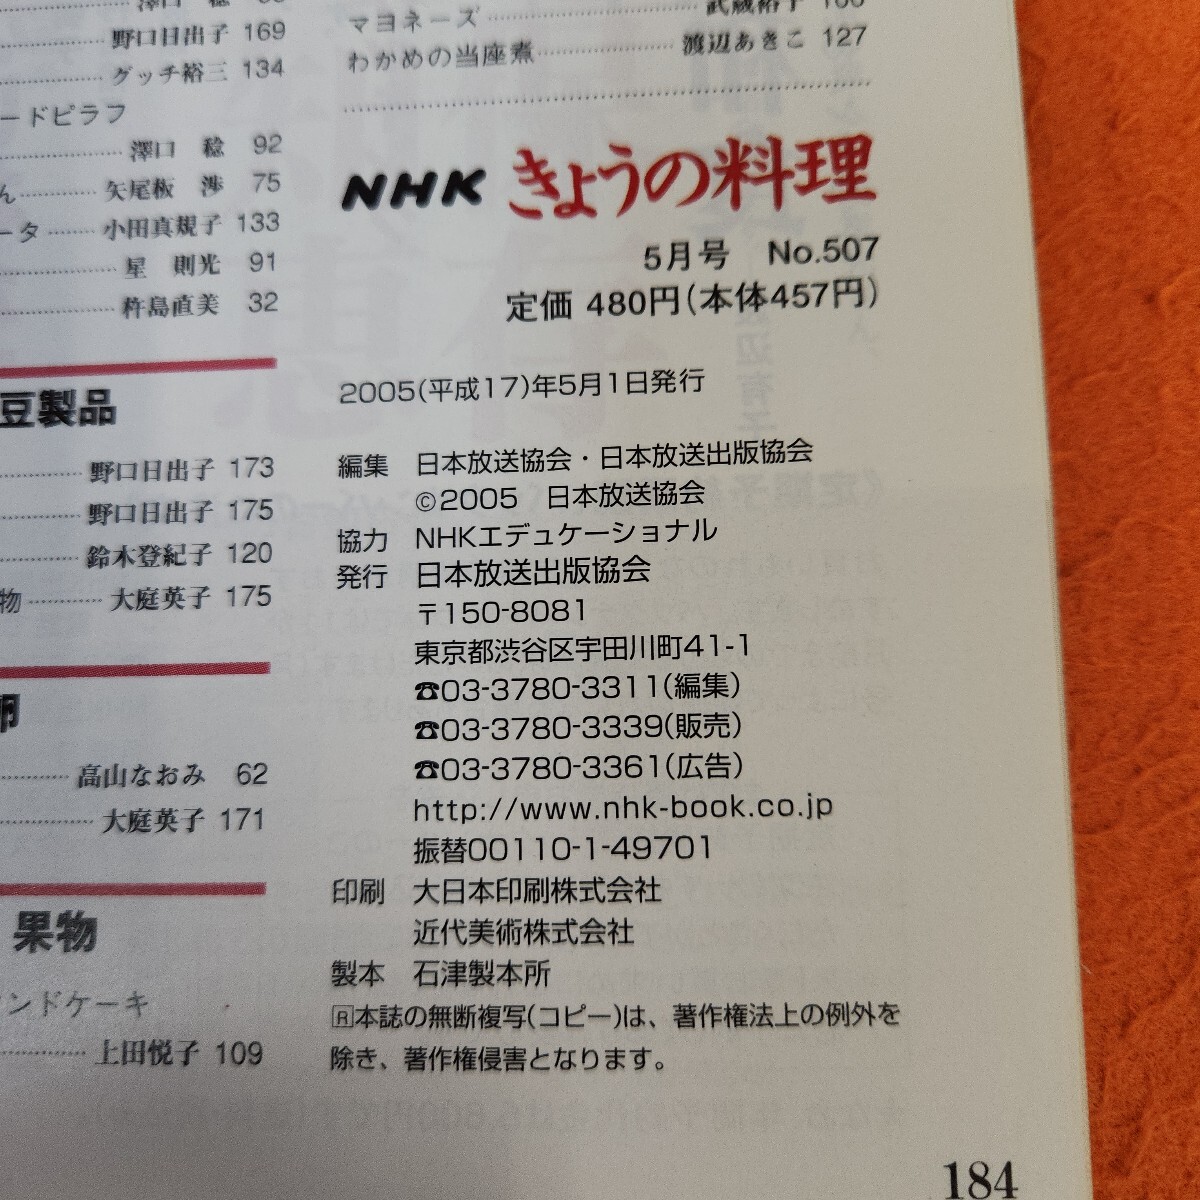 澤口 稔
野口日出子 169
グッチ裕三 134
ードピラフ
澤口 稔 92
ん 矢尾板 渉 75
ータ 小田真規子 133
星 則光 91
杵島直美 32
豆製品
野口日出子 173
野口日出子 175
鈴木登紀子 120
物 大庭英子 175
卵
高山なおみ 62
大庭英子 171
果物
ンドケーキ
上田悦子 109
マヨネーズ 武蔵裕子
わかめの当座煮 渡辺あきこ 127
NHK きょうの料理
5月号 No.507
定価 480円(本体457円)
2005(平成17)年5月1日発行
編集 日本放送協会・日本放送出版協会
©2005 日本放送協会
協力 NHKエデュケーショナル
発行 日本放送出版協会
〒150-8081
東京都渋谷区宇田川町41-1
☎03-3780-3311(編集)
☎03-3780-3339(販売)
☎03-3780-3361(広告)
http://www.nhk-book.co.jp
振替00110-1-49701
印刷 大日本印刷株式会社
近代美術株式会社
製本 石津製本所
🅁本誌の無断複写(コピー)は、著作権法上の例外を
除き、著作権侵害となります。
184